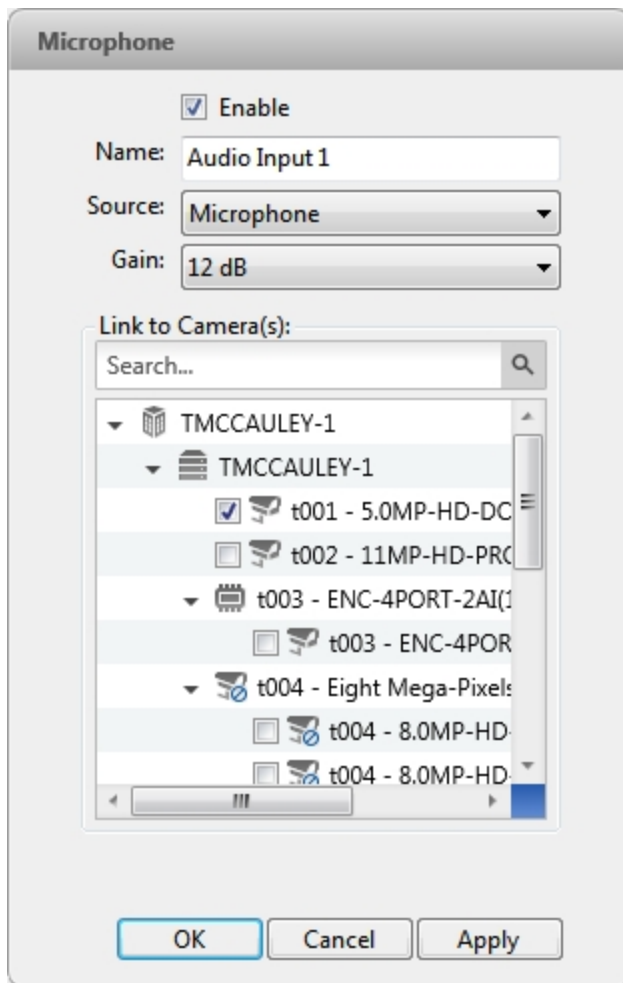 Microphone
Enable
Name: Audio Input 1
Source: Microphone
Gain: 12 dB
Link to Camera(s):
Search...
TMCCAULEY-1
TMCCAULEY-1
t001 - 5.0MP-HD-DO
t002 - 11MP-HD-PRO
t003 - ENC-4PORT-2AI(1
t003 - ENC-4POR
t004 - Eight Mega-Pixels
t004 - 8.0MP-HD-
t004 - 8.0MP-HD-
OK Cancel Apply